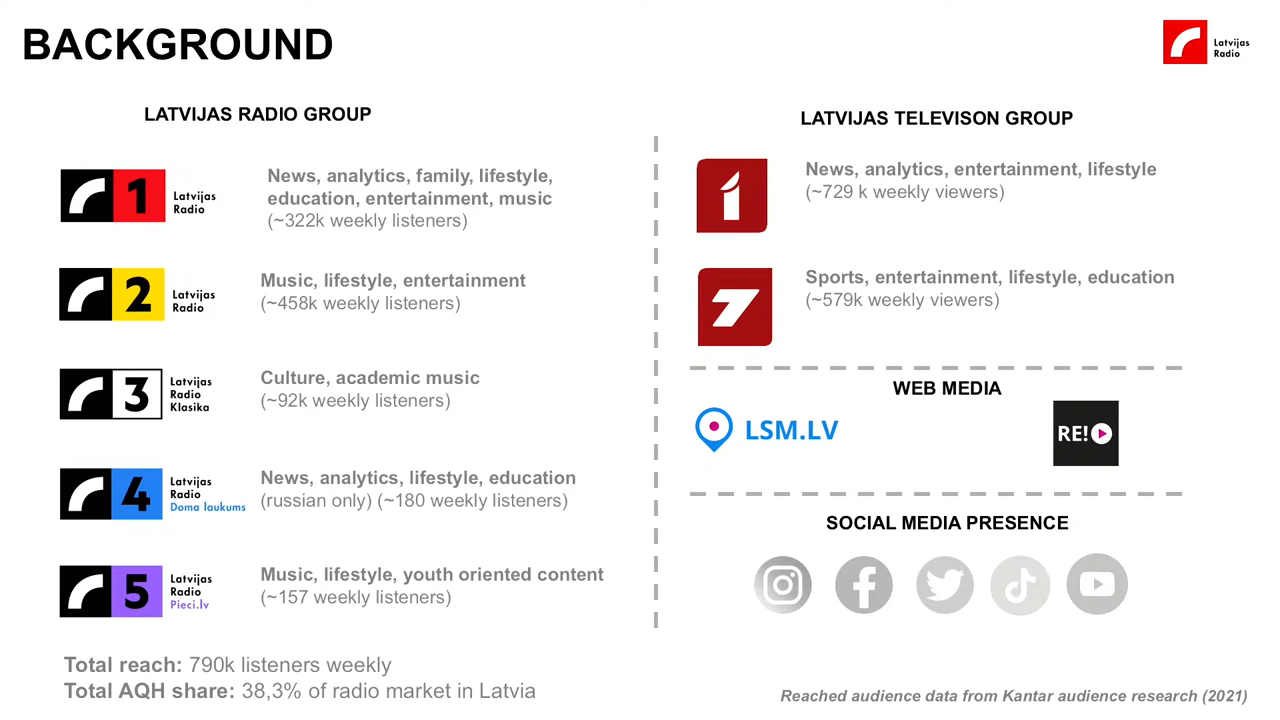 BACKGROUND
Latvijas
Radio
LATVIJAS RADIO GROUP
1
Latvijas
Radio
News, analytics, family, lifestyle,
education, entertainment, music
(~322k weekly listeners)
2
Latvijas
Radio
Music, lifestyle, entertainment
(~458k weekly listeners)
3
Latvijas
Radio
Klasika
Culture, academic music
(~92k weekly listeners)
4
Latvijas
Radio
Doma laukums
News, analytics, lifestyle, education
(russian only) (~180 weekly listeners)
5
Latvijas
Radio
Pieci.lv
Music, lifestyle, youth oriented content
(~157 weekly listeners)
Total reach: 790k listeners weekly
Total AQH share: 38,3% of radio market in Latvia
LATVIJAS TELEVISON GROUP
1
News, analytics, entertainment, lifestyle
(~729 k weekly viewers)
7
Sports, entertainment, lifestyle, education
(~579k weekly viewers)
WEB MEDIA
LSM.LV
RE!
SOCIAL MEDIA PRESENCE
Reached audience data from Kantar audience research (2021)